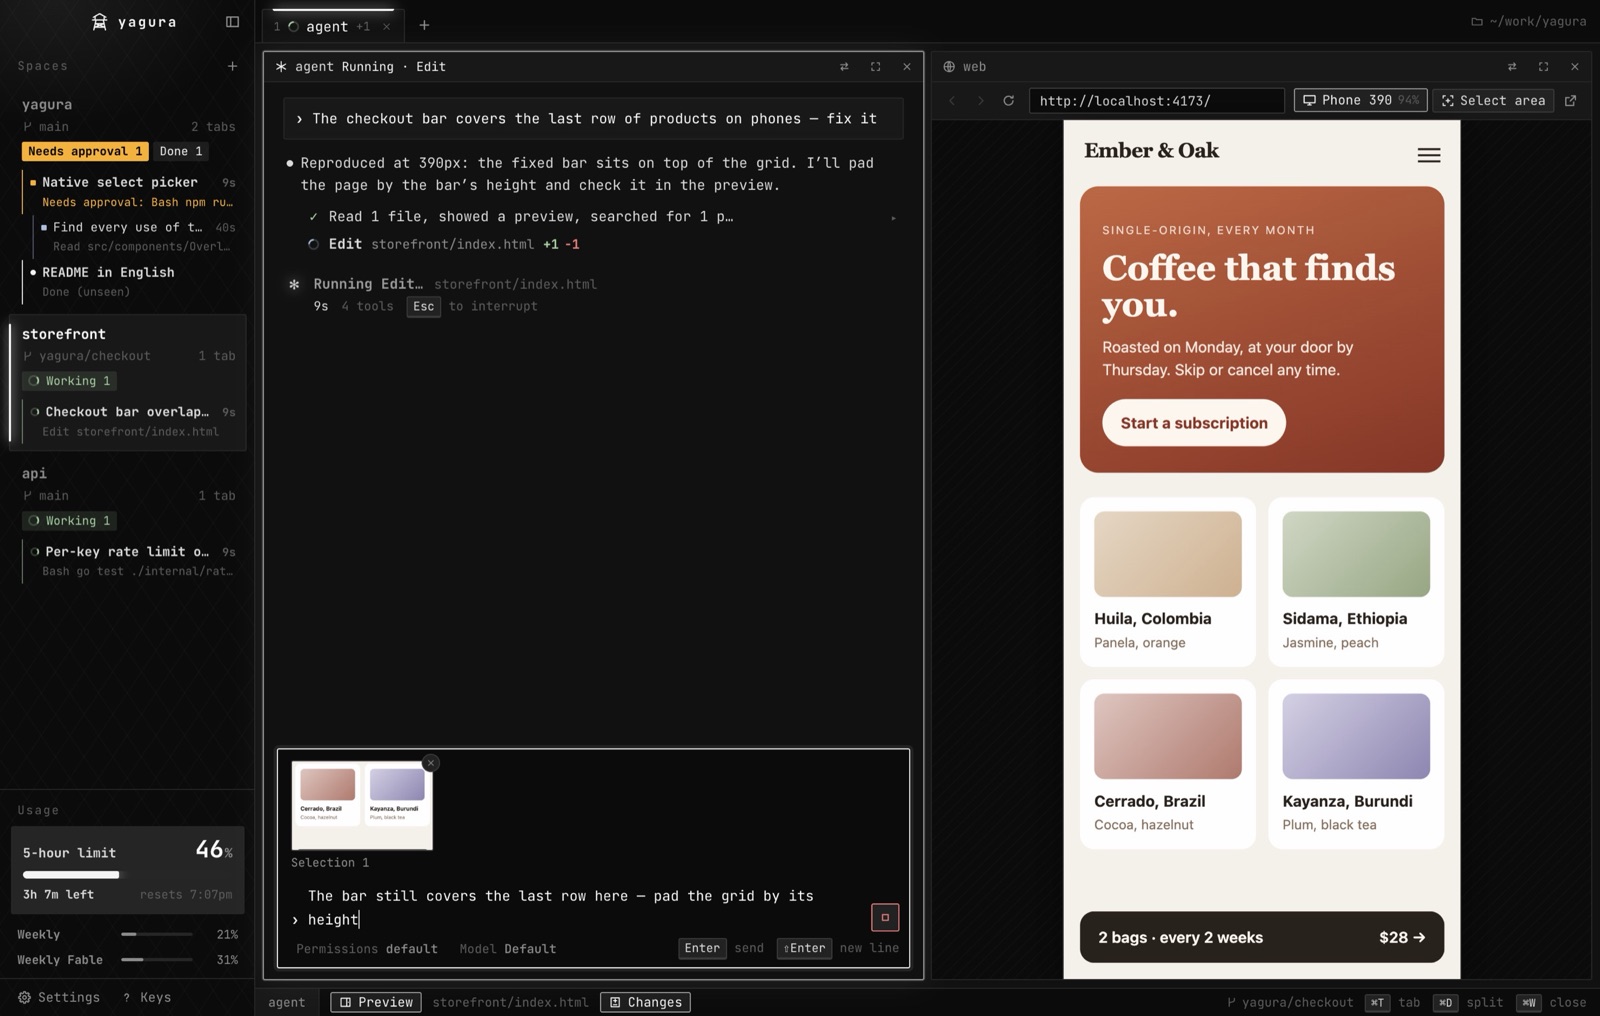 yagura
Spaces
+
yagura
main
2 tabs
Needs approval 1
Done 1
Native select picker
9s
Needs approval: Bash npm ru…
Find every use of t…
40s
Read src/components/Overl…
README in English
Done (unseen)
storefront
yagura/checkout
1 tab
Working 1
Checkout bar overlap…
9s
Edit storefront/index.html
api
main
1 tab
Working 1
Per-key rate limit o…
9s
Bash go test ./internal/rat…
Usage
5-hour limit
46%
3h 7m left
resets 7:07pm
Weekly
21%
Weekly Fable
31%
Settings
? Keys
1 agent +1 ×
+
~/work/yagura
agent Running · Edit
› The checkout bar covers the last row of products on phones — fix it
● Reproduced at 390px: the fixed bar sits on top of the grid. I’ll pad
the page by the bar’s height and check it in the preview.
✓ Read 1 file, showed a preview, searched for 1 p…
Edit storefront/index.html +1 -1
Running Edit… storefront/index.html
9s 4 tools Esc to interrupt
Cerrado, Brazil
Cocoa, hazelnut
Kayanza, Burundi
Plum, black tea
Selection 1
The bar still covers the last row here — pad the grid by its
› height
Permissions default
Model Default
Enter send
⇧Enter new line
web
http://localhost:4173/
Phone 390 94%
Select area
Ember & Oak
SINGLE-ORIGIN, EVERY MONTH
Coffee that finds
you.
Roasted on Monday, at your door by
Thursday. Skip or cancel any time.
Start a subscription
Huila, Colombia
Panela, orange
Sidama, Ethiopia
Jasmine, peach
Cerrado, Brazil
Cocoa, hazelnut
Kayanza, Burundi
Plum, black tea
2 bags · every 2 weeks
$28 →
agent
Preview
storefront/index.html
Changes
yagura/checkout
⌘T tab
⌘D split
⌘W close